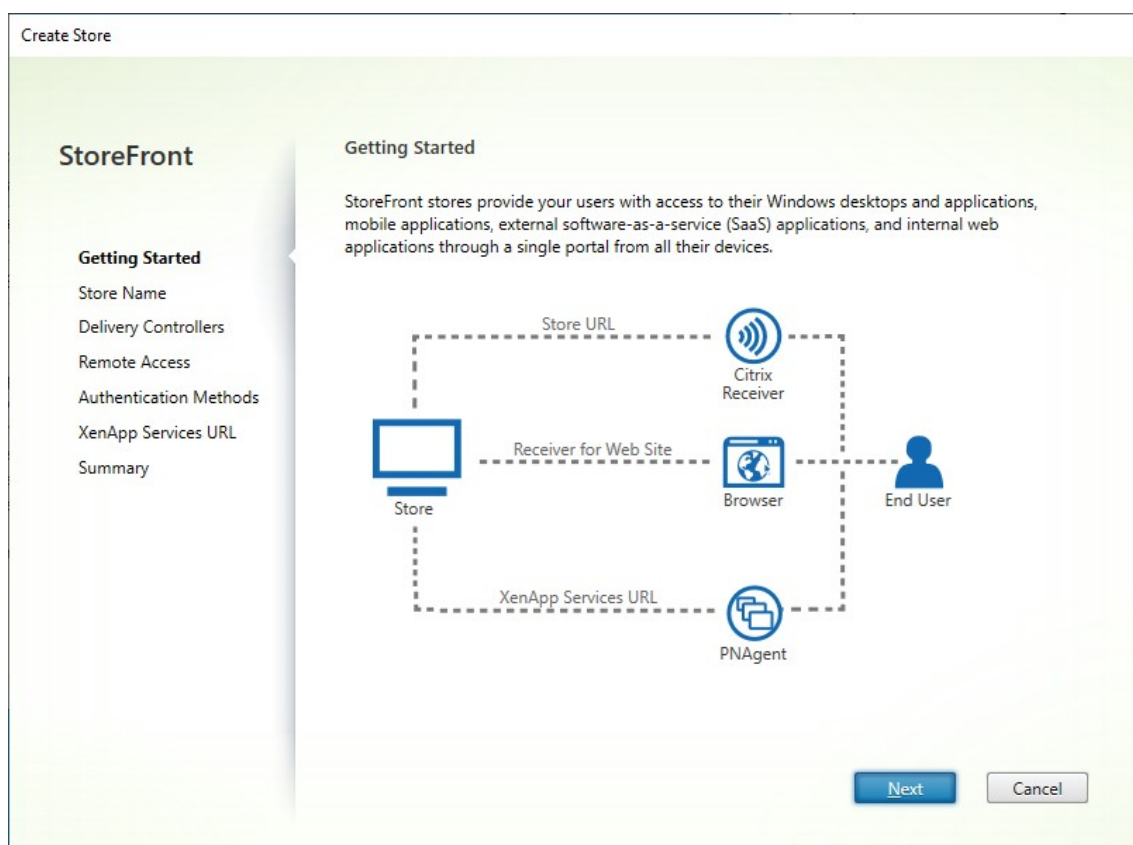 Create Store
StoreFront
Getting Started
Store Name
Delivery Controllers
Remote Access
Authentication Methods
XenApp Services URL
Summary
Getting Started
StoreFront stores provide your users with access to their Windows desktops and applications,
mobile applications, external software-as-a-service (SaaS) applications, and internal web
applications through a single portal from all their devices.
Store URL
Citrix
Receiver
Receiver for Web Site
Store
Browser
End User
XenApp Services URL
PNAgent
Next
Cancel